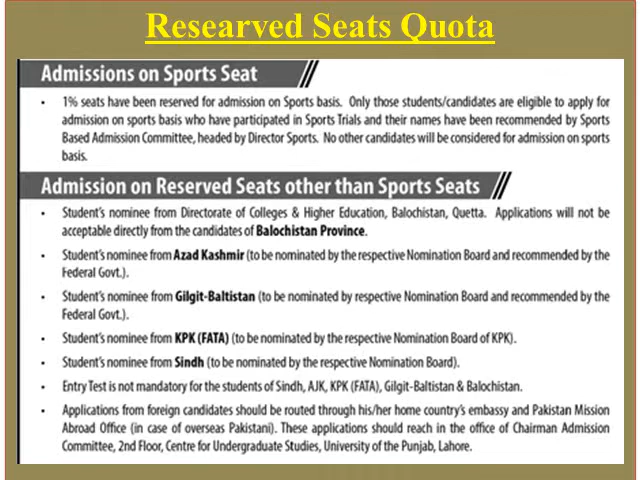 Researved Seats Quota
Admissions on Sports Seat
• 1% seats have been reserved for admission on Sports basis. Only those students/candidates are eligible to apply for
admission on sports basis who have participated in Sports Trials and their names have been recommended by Sports
Based Admission Committee, headed by Director Sports. No other candidates will be considered for admission on sports
basis.
Admission on Reserved Seats other than Sports Seats
• Student's nominee from Directorate of Colleges & Higher Education, Balochistan, Quetta. Applications will not be
acceptable directly from the candidates of Balochistan Province.
• Student's nominee from Azad Kashmir (to be nominated by the respective Nomination Board and recommended by the
Federal Govt.).
• Student's nominee from Gilgit-Baltistan (to be nominated by respective Nomination Board and recommended by the
Federal Govt.).
• Student's nominee from KPK (FATA) (to be nominated by the respective Nomination Board of KPK).
• Student's nominee from Sindh (to be nominated by the respective Nomination Board).
• Entry Test is not mandatory for the students of Sindh, AJK, KPK (FATA), Gilgit-Baltistan & Balochistan.
• Applications from foreign candidates should be routed through his/her home country's embassy and Pakistan Mission
Abroad Office (in case of overseas Pakistani). These applications should reach in the office of Chairman Admission
Committee, 2nd Floor, Centre for Undergraduate Studies, University of the Punjab, Lahore.